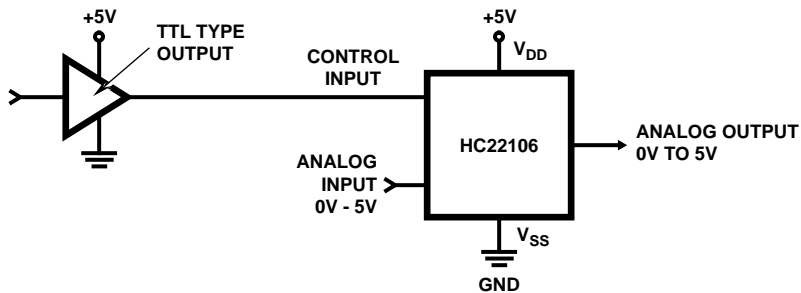 +5V
TTL TYPE
OUTPUT
CONTROL
INPUT
+5V
VDD
HC22106
ANALOG OUTPUT
0V TO 5V
ANALOG
INPUT
0V - 5V
VSS
GND